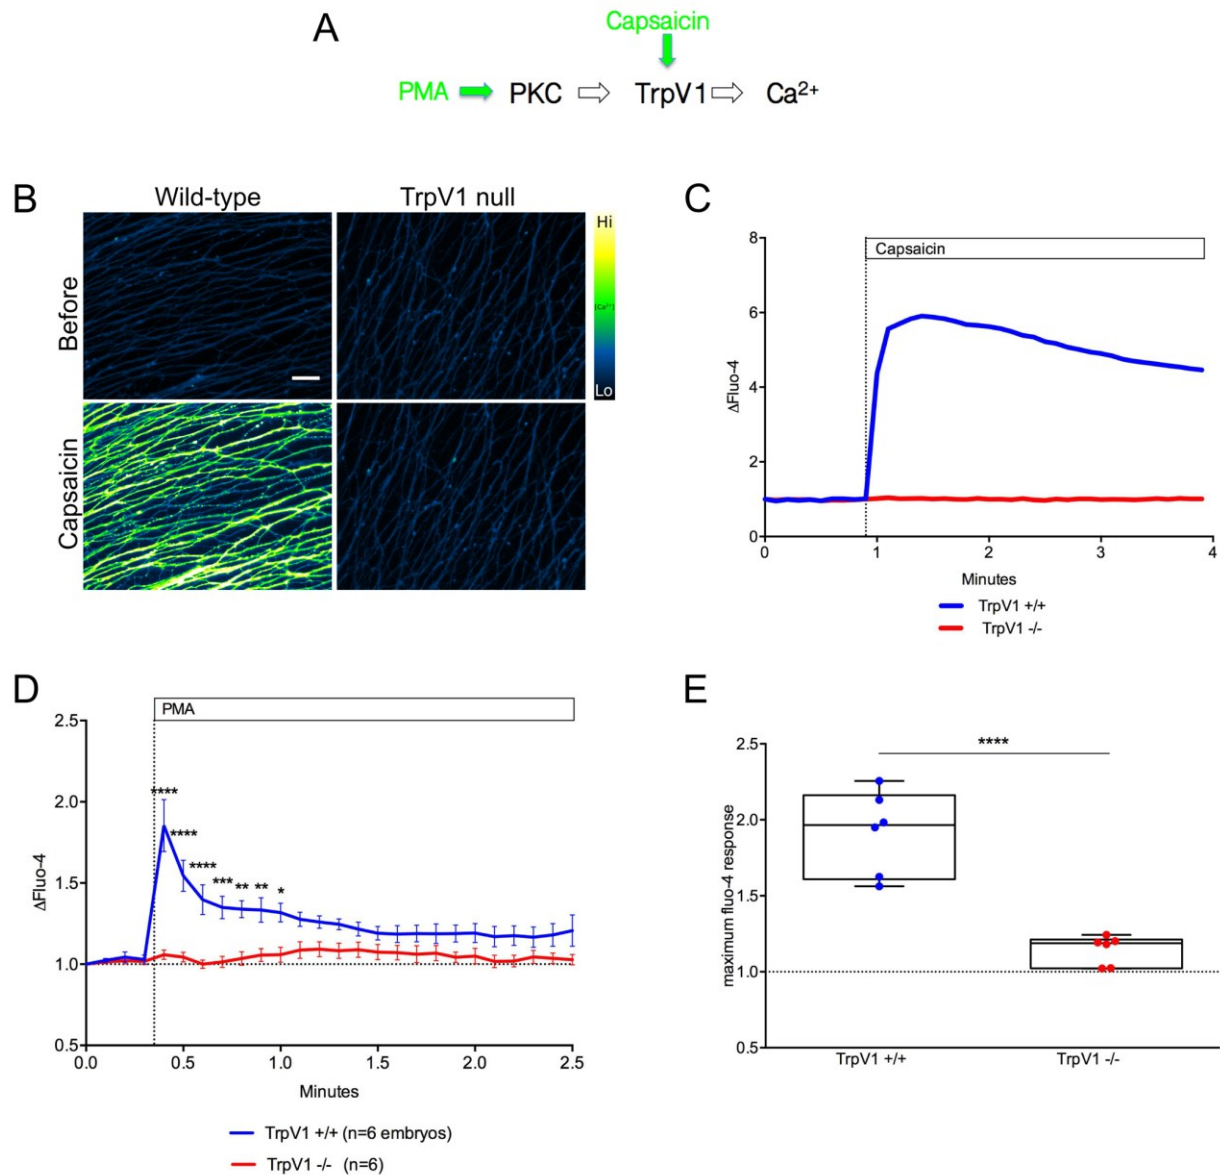 A
Capsaicin
PMA PKC TrpV1 Ca²⁺
B
Wild-type TrpV1 null
Before
Capsaicin
Hi
[Ca²⁺]
Lo
C
Capsaicin
8
6
4
2
0
ΔFluo-4
0 1 2 3 4
Minutes
TrpV1 +/+
TrpV1 -/-
D
PMA
2.5
2.0
1.5
1.0
0.5
ΔFluo-4
**** **** **** *** ** ** *
0.0 0.5 1.0 1.5 2.0 2.5
Minutes
TrpV1 +/+ (n=6 embryos)
TrpV1 -/- (n=6)
E
****
2.5
2.0
1.5
1.0
0.5
maximum fluo-4 response
TrpV1 +/+ TrpV1 -/-